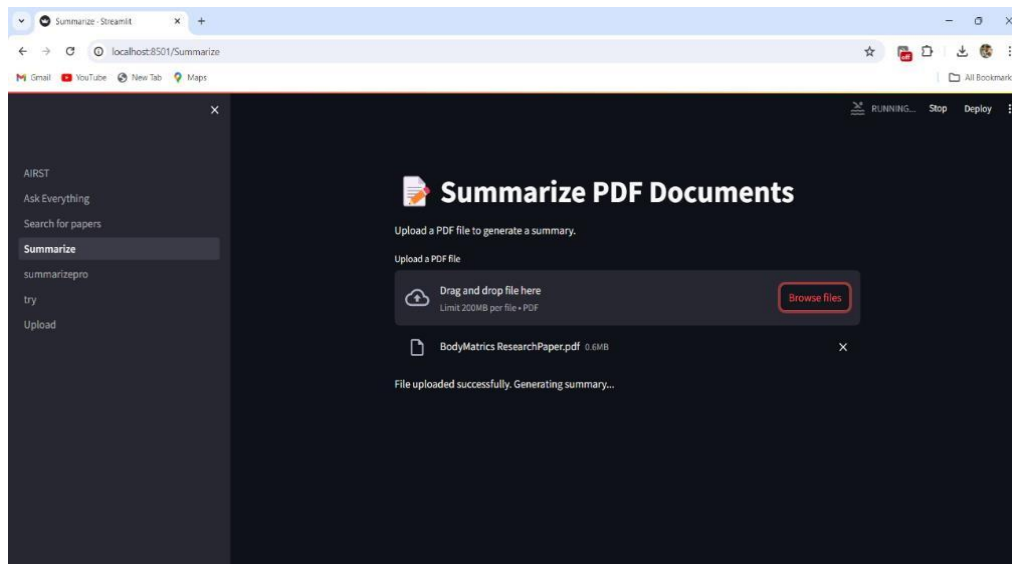 Summarize - Streamlit
localhost:8501/Summarize
Gmail YouTube New Tab Maps All Bookmark
RUNNING... Stop Deploy
AIRST
Ask Everything
Search for papers
Summarize
summarizepro
try
Upload
Summarize PDF Documents
Upload a PDF file to generate a summary.
Upload a PDF file
Drag and drop file here
Limit 200MB per file • PDF
Browse files
BodyMatrics ResearchPaper.pdf 0.6MB
File uploaded successfully. Generating summary...